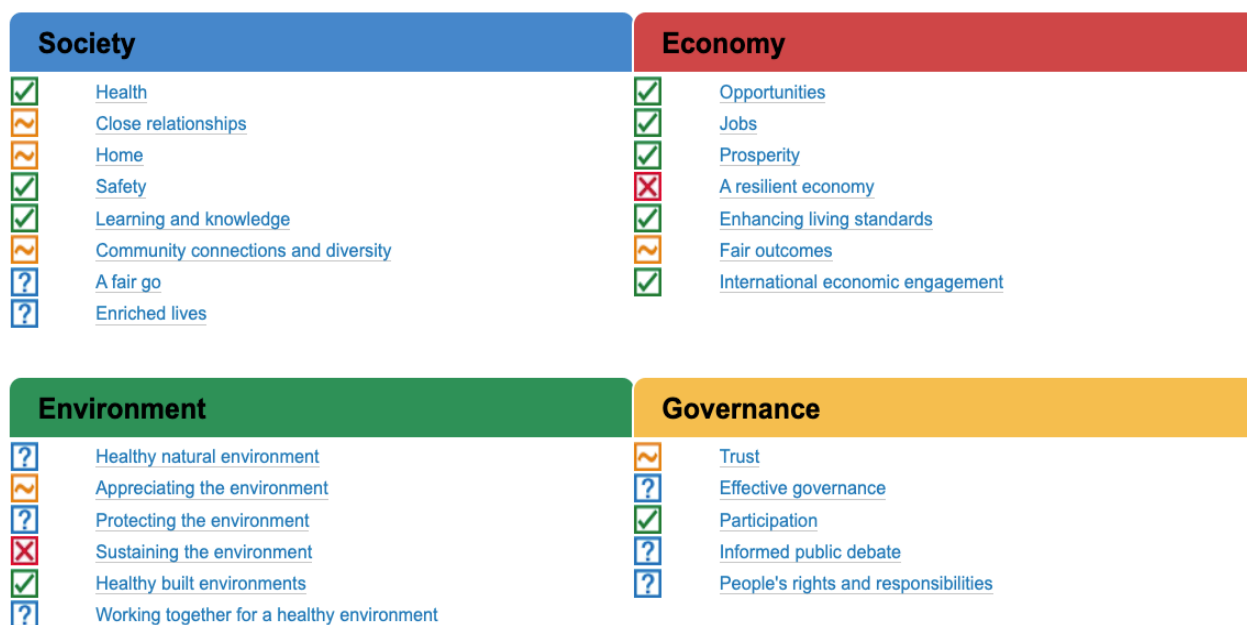 Society
Health
Close relationships
Home
Safety
Learning and knowledge
Community connections and diversity
A fair go
Enriched lives
Economy
Opportunities
Jobs
Prosperity
A resilient economy
Enhancing living standards
Fair outcomes
International economic engagement
Environment
Healthy natural environment
Appreciating the environment
Protecting the environment
Sustaining the environment
Healthy built environments
Working together for a healthy environment
Governance
Trust
Effective governance
Participation
Informed public debate
People's rights and responsibilities